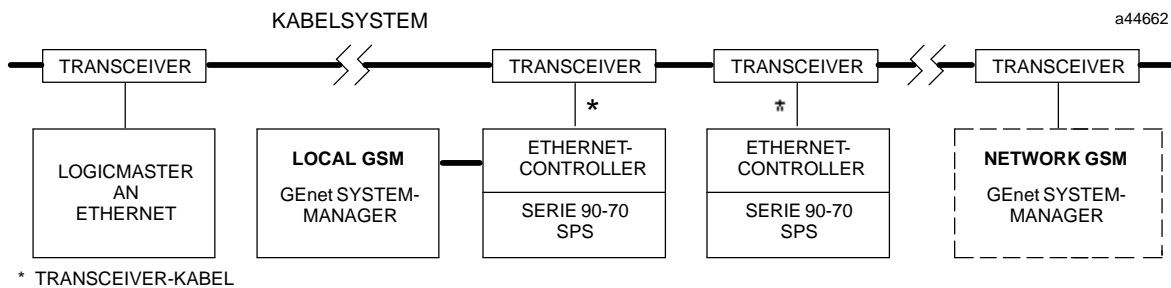 KABELSYSTEM
a44662
TRANSCEIVER
TRANSCEIVER
TRANSCEIVER
TRANSCEIVER
*
*
LOGICMASTER
AN
ETHERNET
LOCAL GSM
GEnet SYSTEM-
MANAGER
ETHERNET-
CONTROLLER
SERIE 90-70
SPS
ETHERNET-
CONTROLLER
SERIE 90-70
SPS
NETWORK GSM
GEnet SYSTEM-
MANAGER
* TRANSCEIVER-KABEL